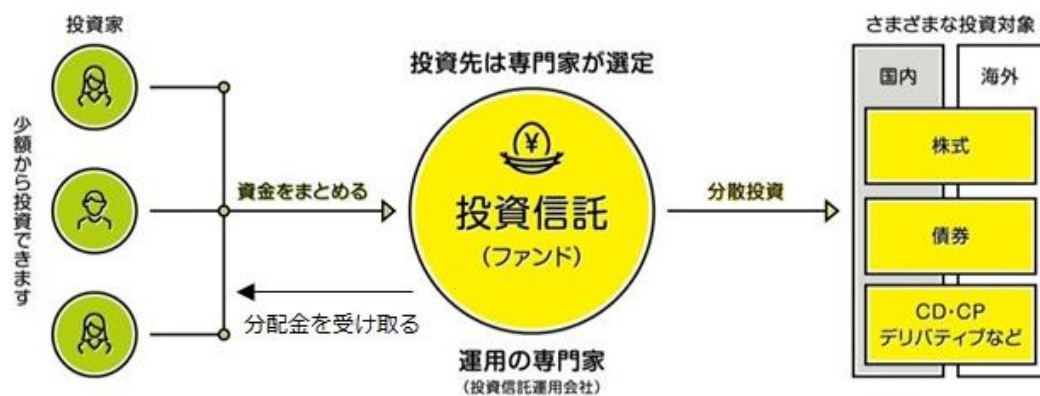 投資家
少額から投資できます
資金をまとめる
分配金を受け取る
投資先は専門家が選定
¥
投資信託
(ファンド)
運用の専門家
(投資信託運用会社)
分散投資
さまざまな投資対象
国内
海外
株式
債券
CD・CP
デリバティブなど